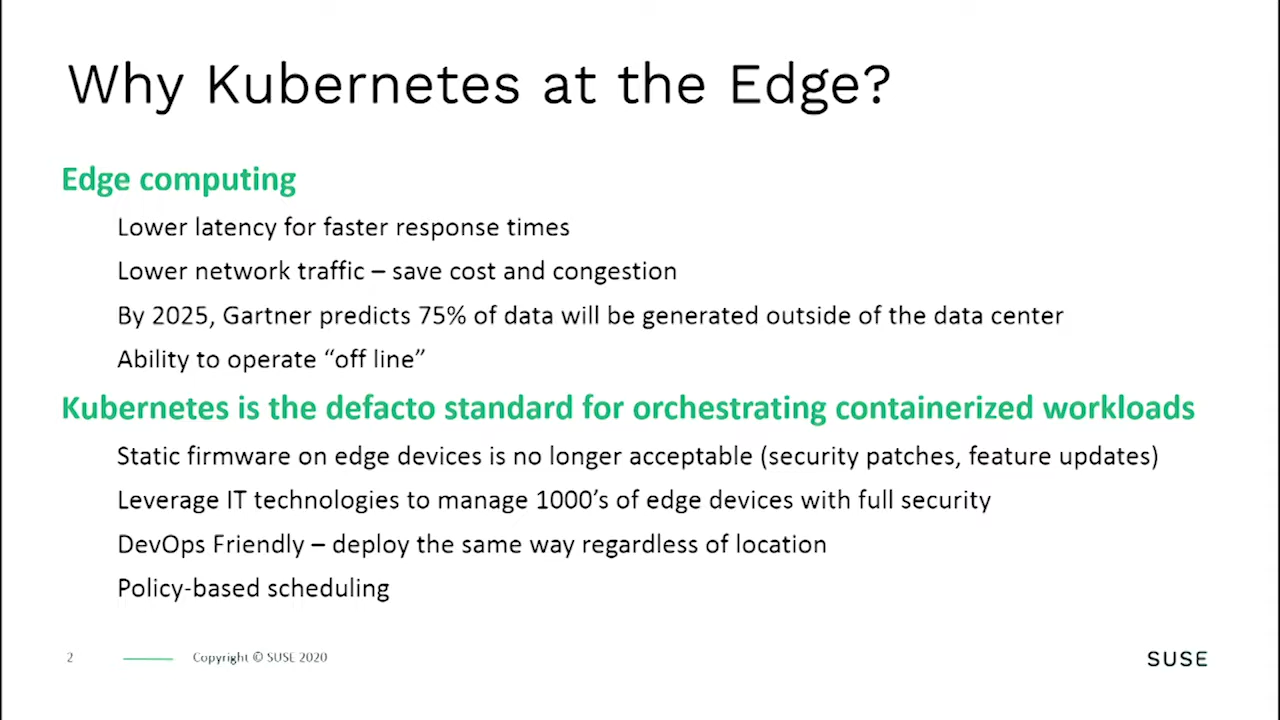 Why Kubernetes at the Edge?
Edge computing
Lower latency for faster response times
Lower network traffic – save cost and congestion
By 2025, Gartner predicts 75% of data will be generated outside of the data center
Ability to operate “off line”
Kubernetes is the defacto standard for orchestrating containerized workloads
Static firmware on edge devices is no longer acceptable (security patches, feature updates)
Leverage IT technologies to manage 1000’s of edge devices with full security
DevOps Friendly – deploy the same way regardless of location
Policy-based scheduling
2 Copyright © SUSE 2020 SUSE